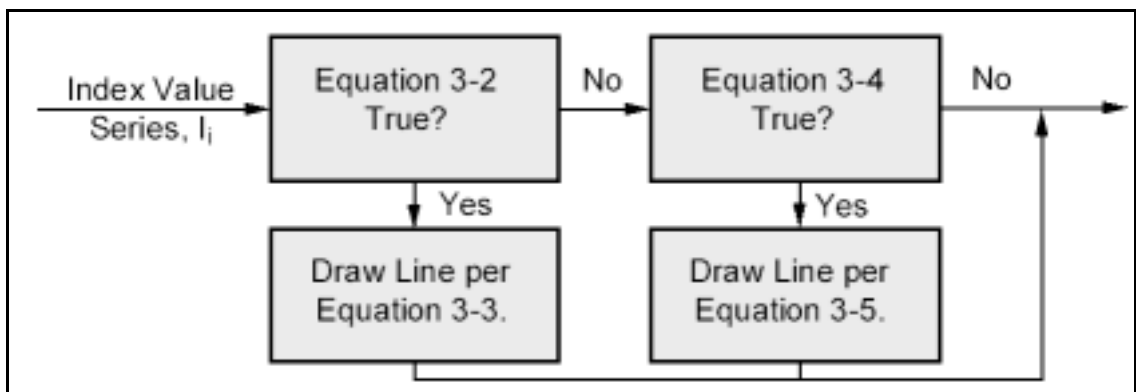 Index Value
Series, Ii
Equation 3-2
True?
No
Equation 3-4
True?
No
Yes
Yes
Draw Line per
Equation 3-3.
Draw Line per
Equation 3-5.